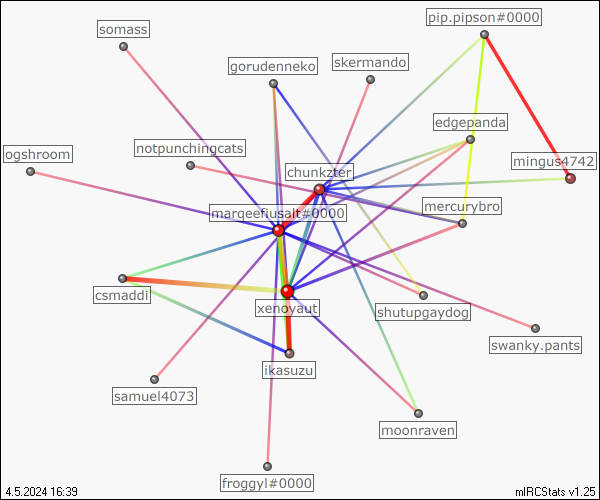 pip.pipson#0000
somass
gorudenneko
skermando
edgepanda
notpunchingcats
ogshroom
mingus4742
chunkzter
marqeefiusalt#0000
mercurybro
csmaddi
xenoyaut
shutupgaydog
swanky.pants
ikasuzu
samuel4073
moonraven
froggyl#0000
4.5.2024 16:39
mIRCStats v1.25